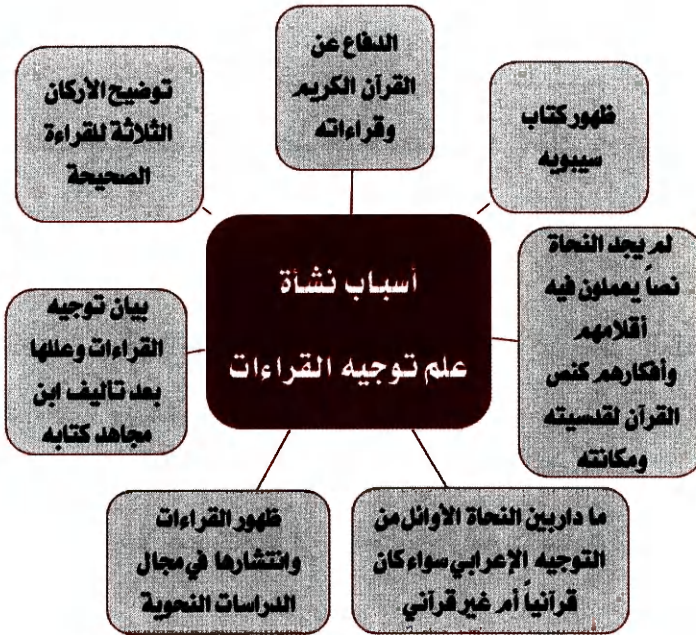 أسباب نشأة
علم توجيه القراءات
الدفاع عن
القرآن الكريم
وقراءاته
ظهور كتاب
سيبويه
لم يجد النحاة
نصاً يعملون فيه
أقلامهم
وأفكارهم كنص
القرآن لقدسيته
ومكانته
ما دار بين النحاة الأوائل من
التوجيه الإعرابي سواء كان
قرآنياً أم غير قرآني
ظهور القراءات
وانتشارها في مجال
الدراسات النحوية
بيان توجيه
القراءات وعللها
بعد تأليف ابن
مجاهد كتابه
توضيح الأركان
الثلاثة للقراءة
الصحيحة